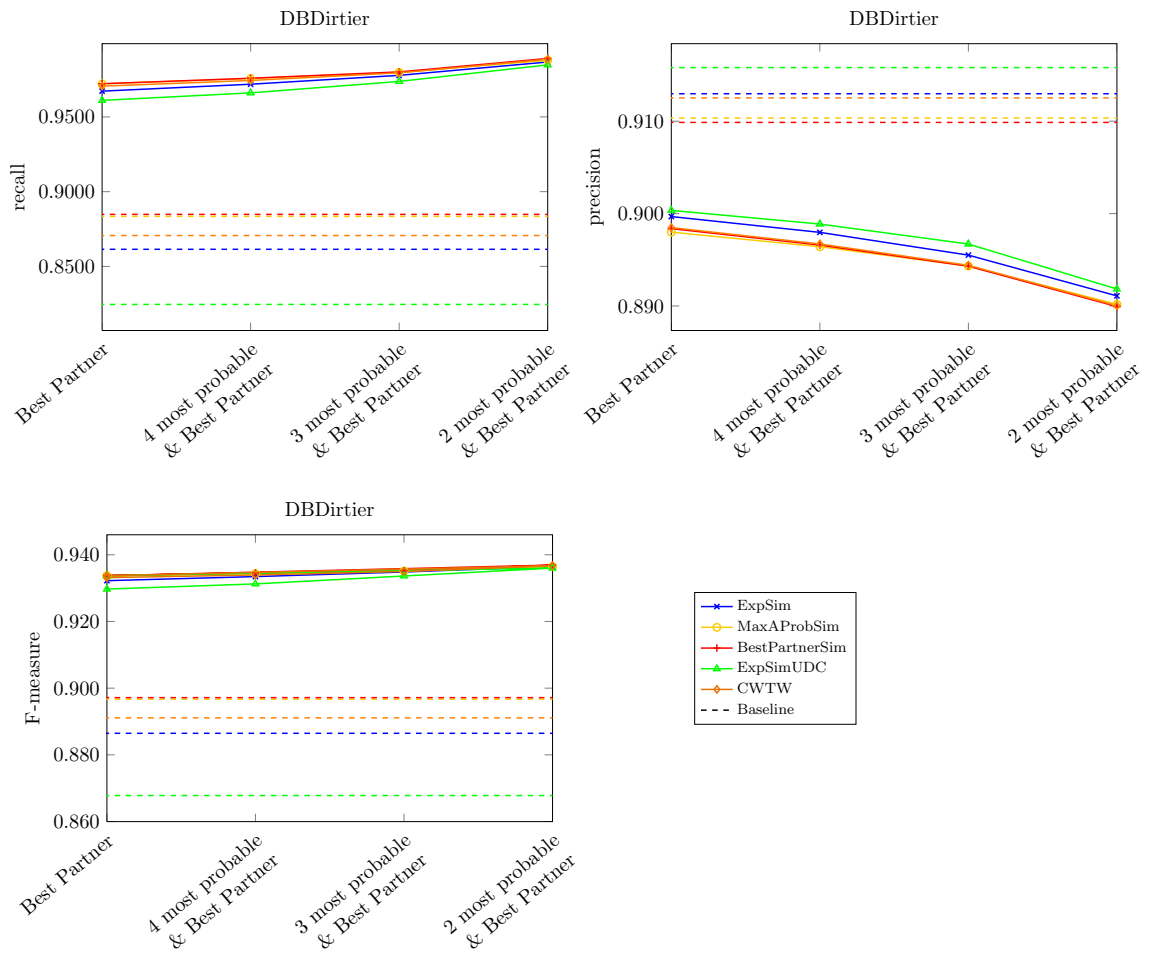 DBDirtier
recall
0.9500
0.9000
0.8500
Best Partner
4 most probable
& Best Partner
3 most probable
& Best Partner
2 most probable
& Best Partner
DBDirtier
precision
0.910
0.900
0.890
Best Partner
4 most probable
& Best Partner
3 most probable
& Best Partner
2 most probable
& Best Partner
DBDirtier
F-measure
0.940
0.920
0.900
0.880
0.860
Best Partner
4 most probable
& Best Partner
3 most probable
& Best Partner
2 most probable
& Best Partner
ExpSim
MaxAProbSim
BestPartnerSim
ExpSimUDC
CWTW
Baseline